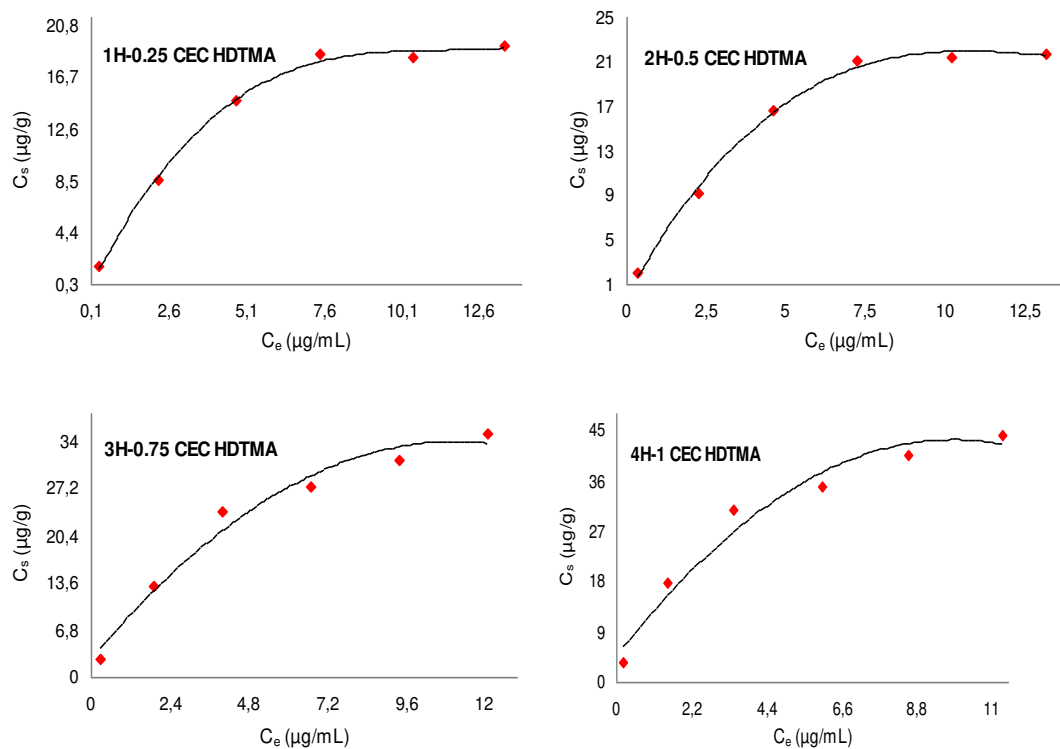 1H-0.25 CEC HDTMA
20,8
16,7
12,6
8,5
4,4
0,3
Cs (µg/g)
0,1 2,6 5,1 7,6 10,1 12,6
Ce (µg/mL)
2H-0.5 CEC HDTMA
25
21
17
13
9
5
1
Cs (µg/g)
0 2,5 5 7,5 10 12,5
Ce (µg/mL)
3H-0.75 CEC HDTMA
34
27,2
20,4
13,6
6,8
0
Cs (µg/g)
0 2,4 4,8 7,2 9,6 12
Ce (µg/mL)
4H-1 CEC HDTMA
45
36
27
18
9
0
Cs (µg/g)
0 2,2 4,4 6,6 8,8 11
Ce (µg/mL)